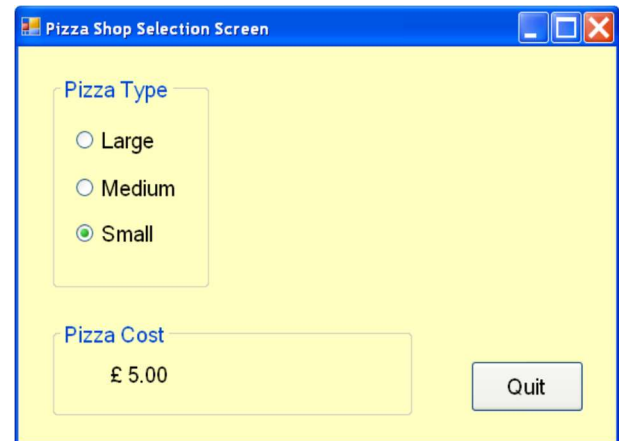 Pizza Shop Selection Screen
Pizza Type
Large
Medium
Small
Pizza Cost
£ 5.00
Quit